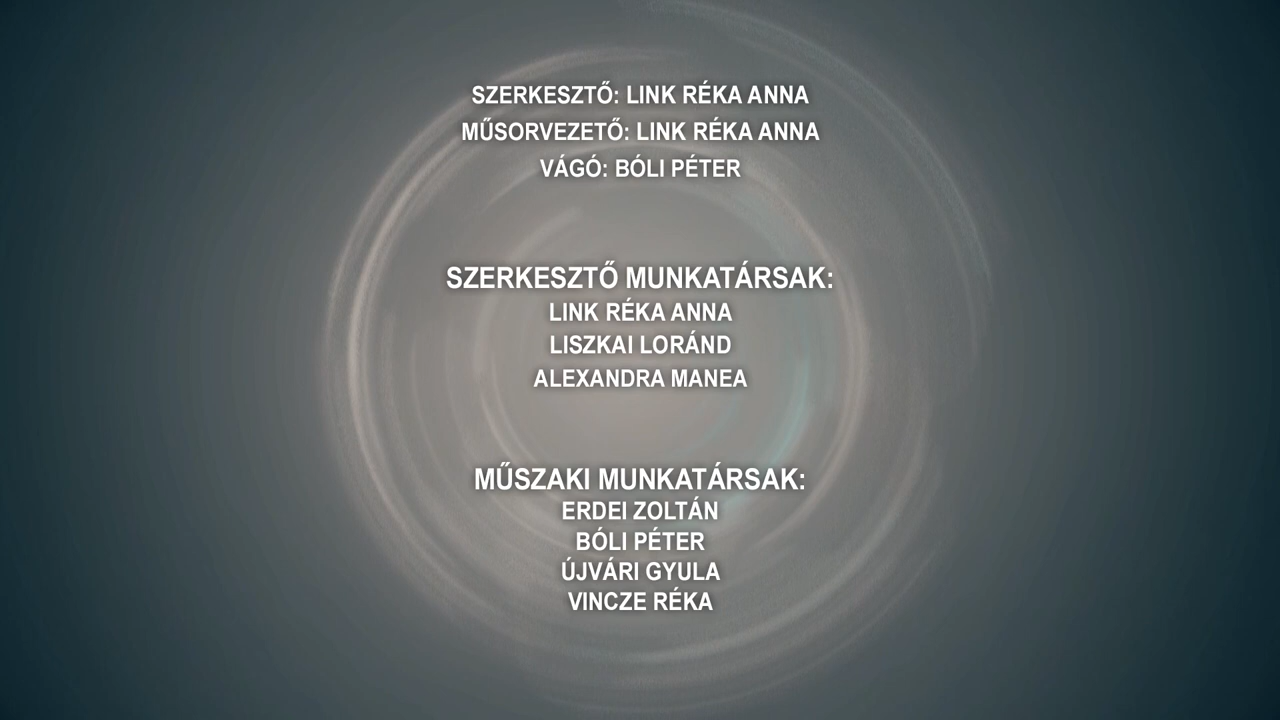 SZERKESZTŐ: LINK RÉKA ANNA
MŰSORVEZETŐ: LINK RÉKA ANNA
VÁGÓ: BÓLI PÉTER
SZERKESZTŐ MUNKATÁRSAK:
LINK RÉKA ANNA
LISZKAI LORÁND
ALEXANDRA MANEA
MŰSZAKI MUNKATÁRSAK:
ERDEI ZOLTÁN
BÓLI PÉTER
ÚJVÁRI GYULA
VINCZE RÉKA